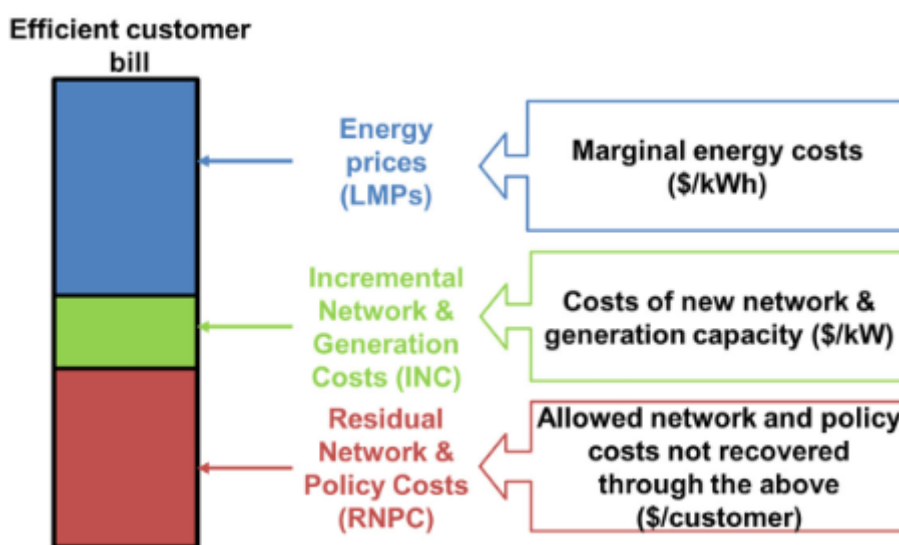 Efficient customer
bill
Energy
prices
(LMPs)
Marginal energy costs
($/kWh)
Incremental
Network &
Generation
Costs (INC)
Costs of new network &
generation capacity ($/kW)
Residual
Network &
Policy Costs
(RNPC)
Allowed network and policy
costs not recovered
through the above
($/customer)